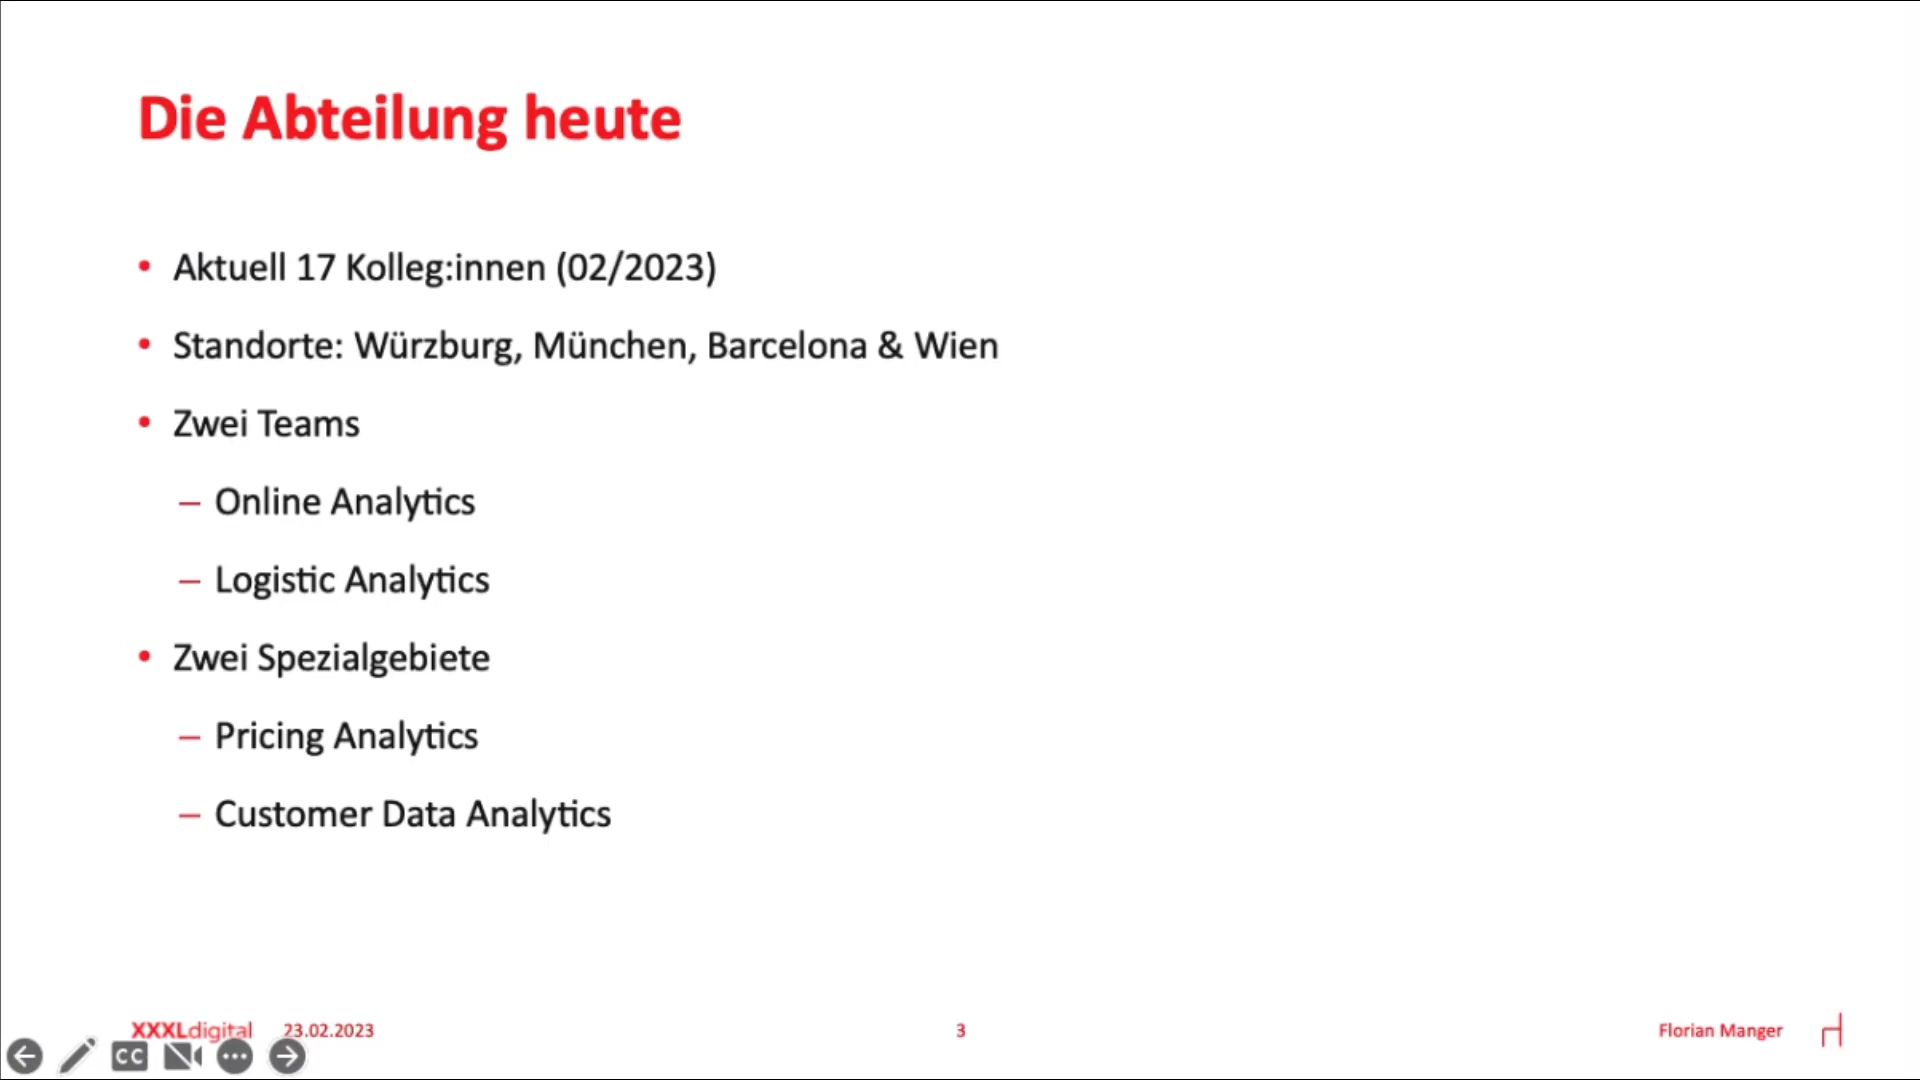 Die Abteilung heute
• Aktuell 17 Kolleg:innen (02/2023)
• Standorte: Würzburg, München, Barcelona & Wien
• Zwei Teams
– Online Analytics
– Logistic Analytics
• Zwei Spezialgebiete
– Pricing Analytics
– Customer Data Analytics
XXXLdigital 23.02.2023 3 Florian Manger
CC